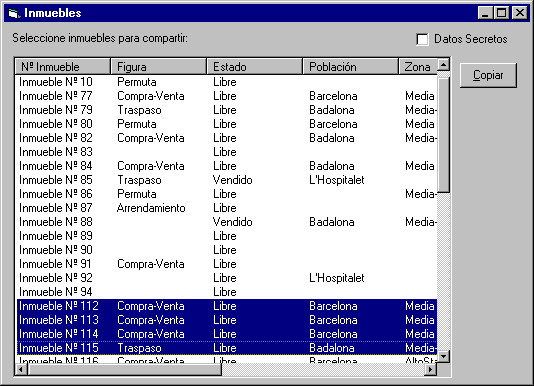 Inmuebles
Seleccione inmuebles para compartir:
Datos Secretos
Nº Inmueble Figura Estado Población Zona
Copiar
Inmueble Nº 10 Permuta Libre
Inmueble Nº 77 Compra-Venta Libre Barcelona Media-
Inmueble Nº 79 Traspaso Libre Badalona Media-
Inmueble Nº 80 Permuta Libre Barcelona Media-
Inmueble Nº 82 Compra-Venta Libre Badalona Media-
Inmueble Nº 83 Libre
Inmueble Nº 84 Compra-Venta Libre Badalona Media-
Inmueble Nº 85 Traspaso Vendido L'Hospitalet
Inmueble Nº 86 Permuta Libre Media-
Inmueble Nº 87 Arrendamiento Libre
Inmueble Nº 88 Vendido Badalona Media-
Inmueble Nº 89 Libre
Inmueble Nº 90 Libre
Inmueble Nº 91 Compra-Venta Libre
Inmueble Nº 92 Libre L'Hospitalet
Inmueble Nº 94 Libre
Inmueble Nº 112 Compra-Venta Libre Barcelona Media-
Inmueble Nº 113 Compra-Venta Libre Barcelona Media-
Inmueble Nº 114 Compra-Venta Libre Barcelona Media-
Inmueble Nº 115 Traspaso Libre Badalona Media-
Inmueble Nº 116 Compra-Venta Libre Barcelona AltoSta